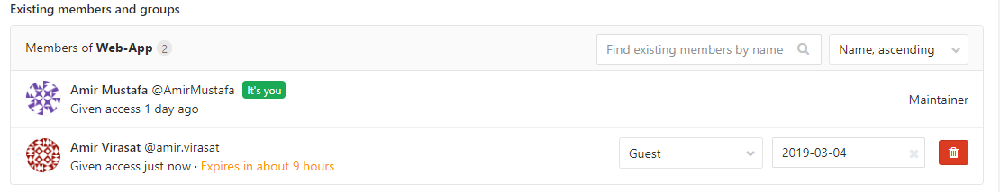 Existing members and groups
Members of Web-App 2
Find existing members by name
Name, ascending
Amir Mustafa @AmirMustafa It's you
Given access 1 day ago
Maintainer
Amir Virasat @amir.virasat
Given access just now · Expires in about 9 hours
Guest
2019-03-04